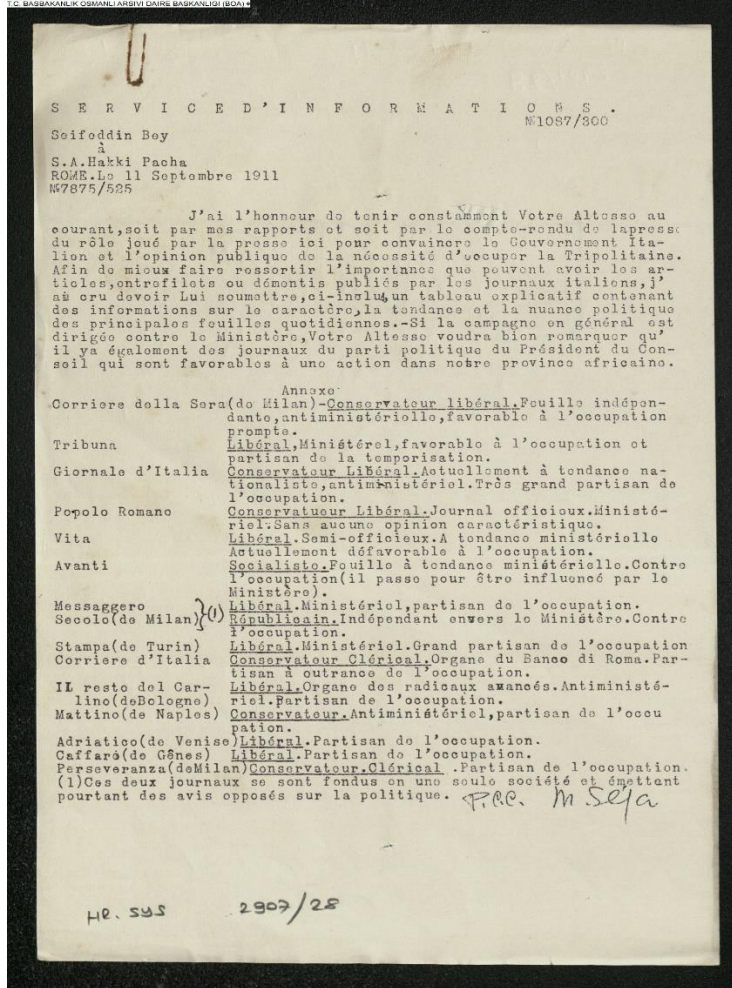 T.C. BASBAKANLIK OSMANLI ARSIVI DAIRE BASKANLIGI (BOA)
S E R V I C E D ' I N F O R M A T I O N S .
№1087/300
Seifeddin Bey
à
S.A.Hakki Pacha
ROME.Le 11 Septembre 1911
№7875/525
J'ai l'honneur de tenir constamment Votre Altesse au
courant,soit par mes rapports et soit par le compte-rendu de lapresse
du rôle joué par la presse ici pour convaincre le Gouvernement Ita-
lien et l'opinion publique de la nécessité d'occuper la Tripolitaine.
Afin de mieux faire ressortir l'importance que peuvent avoir les ar-
ticles,entrefilets ou démentis publiés par les journaux italiens,j'
ai cru devoir Lui soumettre,ci-inclus,un tableau explicatif contenant
des informations sur le caractère,la tendance et la nuance politique
des principales feuilles quotidiennes.-Si la campagne en général est
dirigée contre le Ministère,Votre Altesse voudra bien remarquer qu'
il ya également des journaux du parti politique du Président du Con-
seil qui sont favorables à une action dans notre province africaine.
Annexe
Corriere della Sera(de Milan)-Conservateur libéral.Feuille indépen-
dante,antiministérielle,favorable à l'occupation
prompte.
Tribuna Libéral,Ministérel,favorable à l'occupation et
partisan de la temporisation.
Giornale d'Italia Conservateur Libéral.Actuellement à tendance na-
tionaliste,antiministériel.Très grand partisan de
l'occupation.
Popolo Romano Conservatueur Libéral.Journal officieux.Ministé-
riel.Sans aucune opinion caractéristique.
Vita Libéral.Semi-officieux.A tendance ministérielle
Actuellement défavorable à l'occupation.
Avanti Socialiste.Feuille à tendance ministérielle.Contre
l'occupation(il passe pour être influencé par le
Ministère).
Messaggero Libéral.Ministériel,partisan de l'occupation.
Secolo(de Milan) (1) Républicain.Indépendant envers le Ministère.Contre
l'occupation.
Stampa(de Turin) Libéral.Ministériel.Grand partisan de l'occupation
Corriere d'Italia Conservateur Clérical.Organe du Banco di Roma.Par-
tisan à outrance de l'occupation.
IL resto del Car- Libéral.Organe des radicaux avancés.Antiministé-
lino(deBologne) riel.Partisan de l'occupation.
Mattino(de Naples) Conservateur.Antiministériel,partisan de l'occu
pation.
Adriatico(de Venise)Libéral.Partisan de l'occupation.
Caffaro(de Gênes) Libéral.Partisan de l'occupation.
Perseveranza(deMilan)Conservateur.Clérical .Partisan de l'occupation.
(1)Ces deux journaux se sont fondus en une seule société et émettent
pourtant des avis opposés sur la politique. P.C.C.
HR. SYS 2907/28